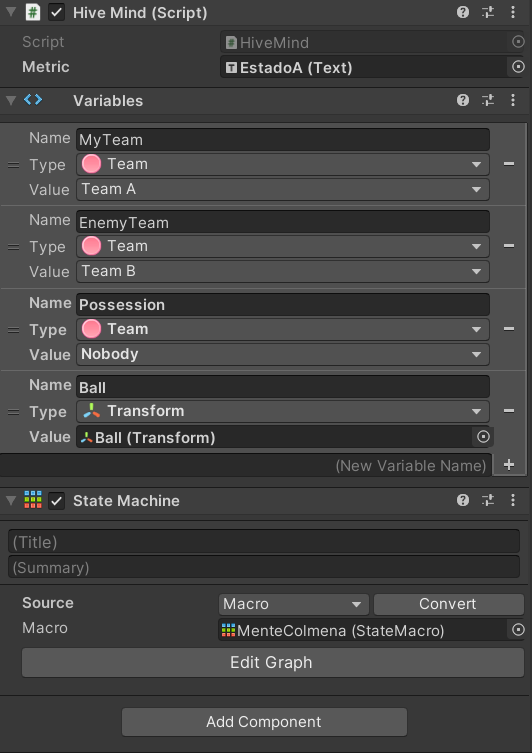 Hive Mind (Script)
Script HiveMind
Metric EstadoA (Text)
Variables
Name MyTeam
Type Team
Value Team A
Name EnemyTeam
Type Team
Value Team B
Name Possession
Type Team
Value Nobody
Name Ball
Type Transform
Value Ball (Transform)
(New Variable Name)
State Machine
(Title)
(Summary)
Source Macro Convert
Macro MenteColmena (StateMacro)
Edit Graph
Add Component